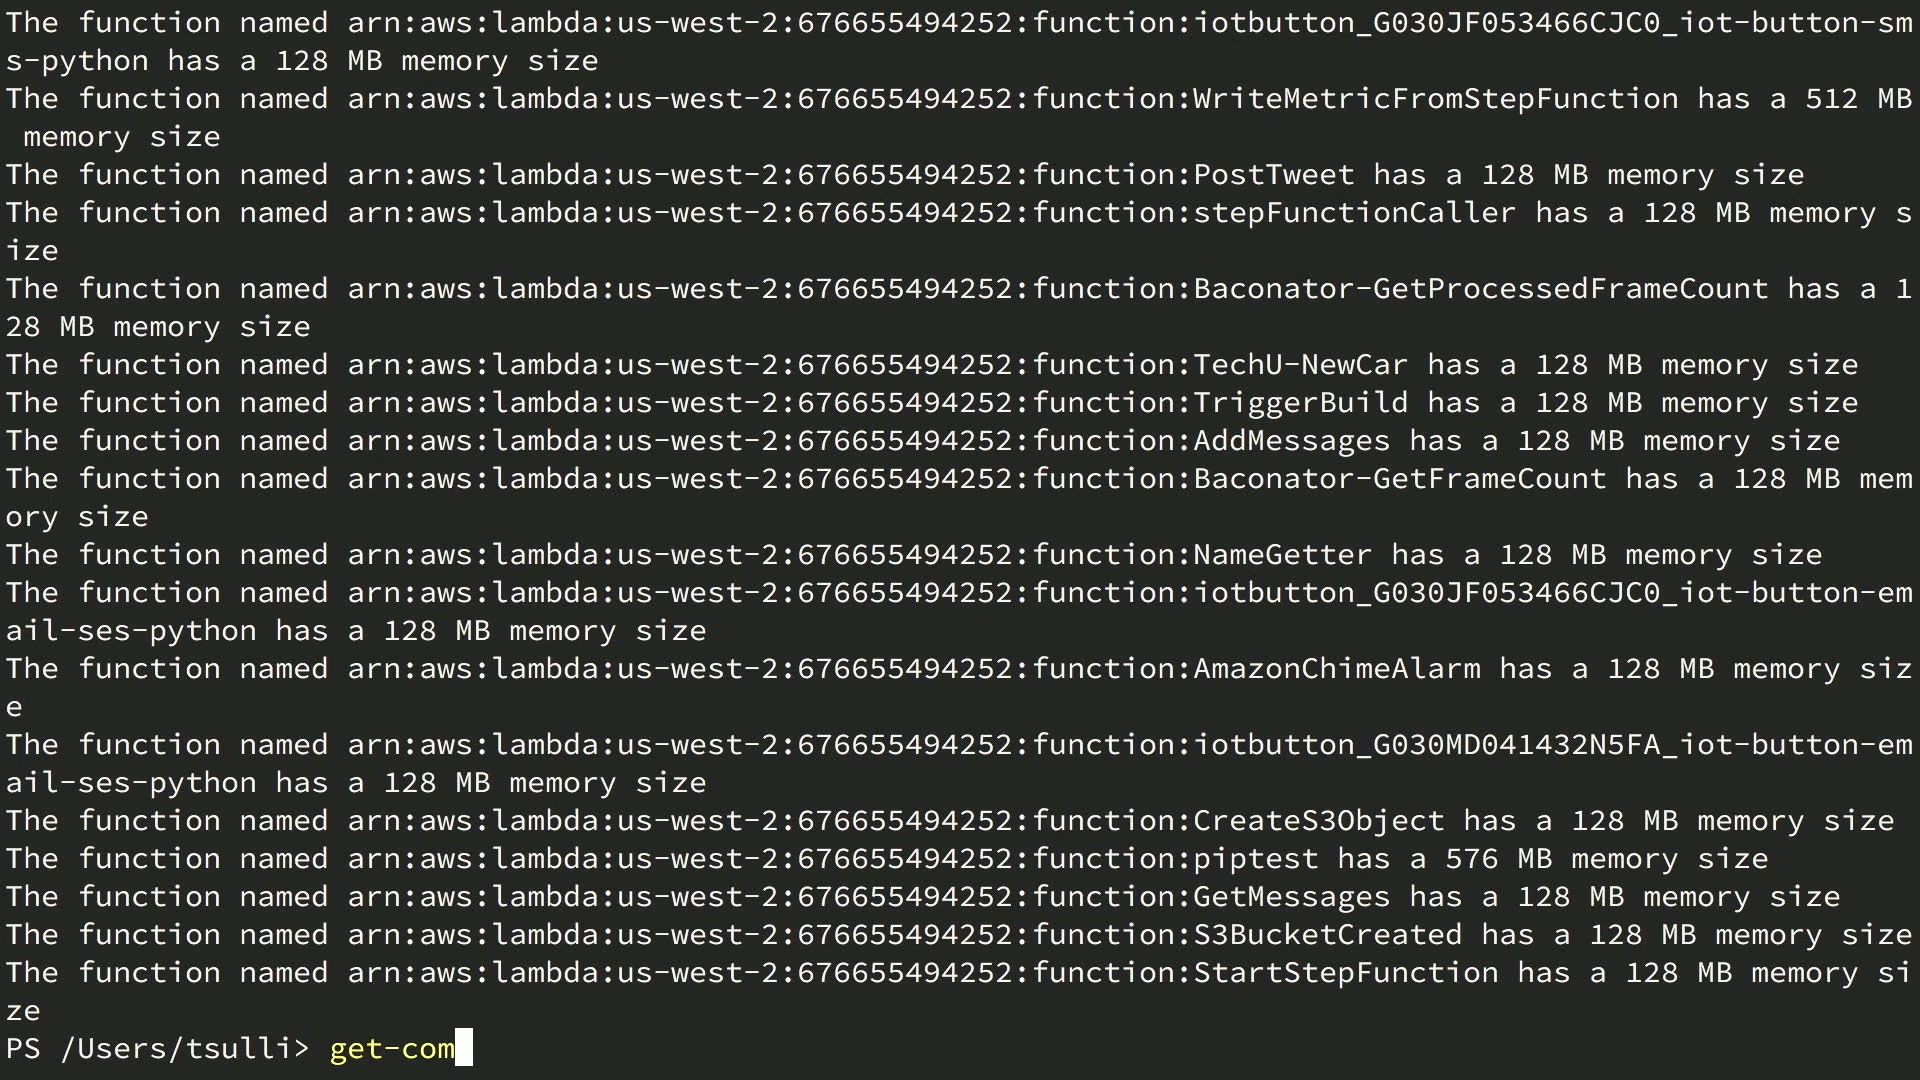 The function named arn:aws:lambda:us-west-2:676655494252:function:iotbutton_G030JF053466CJC0_iot-button-sm
s-python has a 128 MB memory size
The function named arn:aws:lambda:us-west-2:676655494252:function:WriteMetricFromStepFunction has a 512 MB
 memory size
The function named arn:aws:lambda:us-west-2:676655494252:function:PostTweet has a 128 MB memory size
The function named arn:aws:lambda:us-west-2:676655494252:function:stepFunctionCaller has a 128 MB memory s
ize
The function named arn:aws:lambda:us-west-2:676655494252:function:Baconator-GetProcessedFrameCount has a 1
28 MB memory size
The function named arn:aws:lambda:us-west-2:676655494252:function:TechU-NewCar has a 128 MB memory size
The function named arn:aws:lambda:us-west-2:676655494252:function:TriggerBuild has a 128 MB memory size
The function named arn:aws:lambda:us-west-2:676655494252:function:AddMessages has a 128 MB memory size
The function named arn:aws:lambda:us-west-2:676655494252:function:Baconator-GetFrameCount has a 128 MB mem
ory size
The function named arn:aws:lambda:us-west-2:676655494252:function:NameGetter has a 128 MB memory size
The function named arn:aws:lambda:us-west-2:676655494252:function:iotbutton_G030JF053466CJC0_iot-button-em
ail-ses-python has a 128 MB memory size
The function named arn:aws:lambda:us-west-2:676655494252:function:AmazonChimeAlarm has a 128 MB memory siz
e
The function named arn:aws:lambda:us-west-2:676655494252:function:iotbutton_G030MD041432N5FA_iot-button-em
ail-ses-python has a 128 MB memory size
The function named arn:aws:lambda:us-west-2:676655494252:function:CreateS3Object has a 128 MB memory size
The function named arn:aws:lambda:us-west-2:676655494252:function:piptest has a 576 MB memory size
The function named arn:aws:lambda:us-west-2:676655494252:function:GetMessages has a 128 MB memory size
The function named arn:aws:lambda:us-west-2:676655494252:function:S3BucketCreated has a 128 MB memory size
The function named arn:aws:lambda:us-west-2:676655494252:function:StartStepFunction has a 128 MB memory si
ze
PS /Users/tsulli> get-com